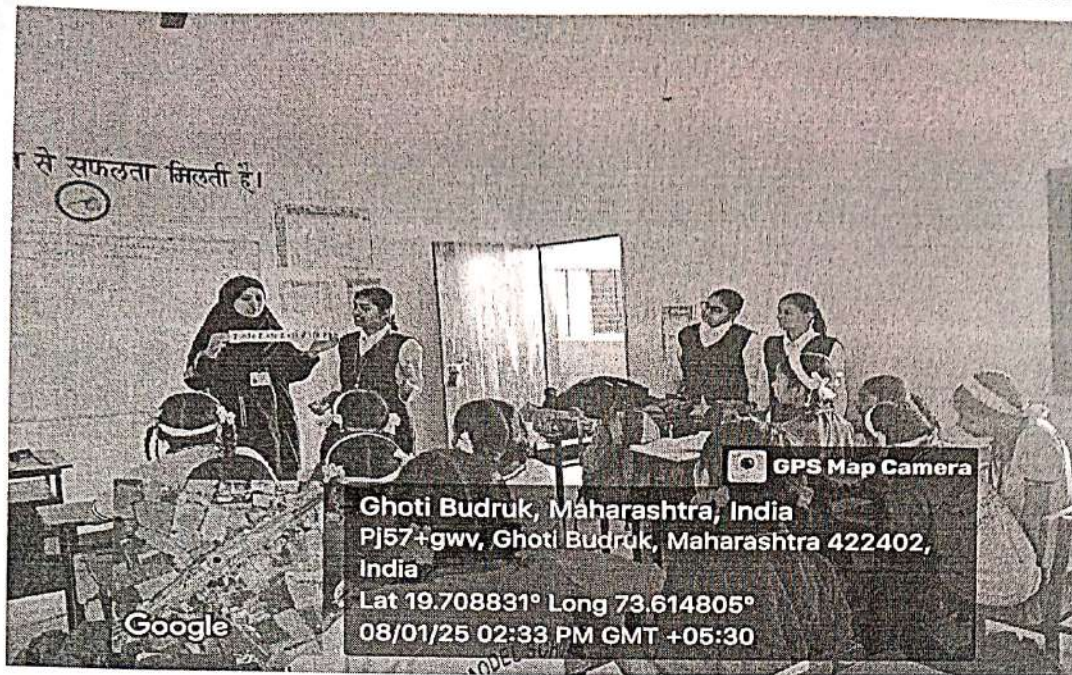 से सफलता मिलती है।
GPS Map Camera
Ghoti Budruk, Maharashtra, India
Pj57+gwv, Ghoti Budruk, Maharashtra 422402,
India
Lat 19.708831° Long 73.614805°
08/01/25 02:33 PM GMT +05:30
Google
MODEL